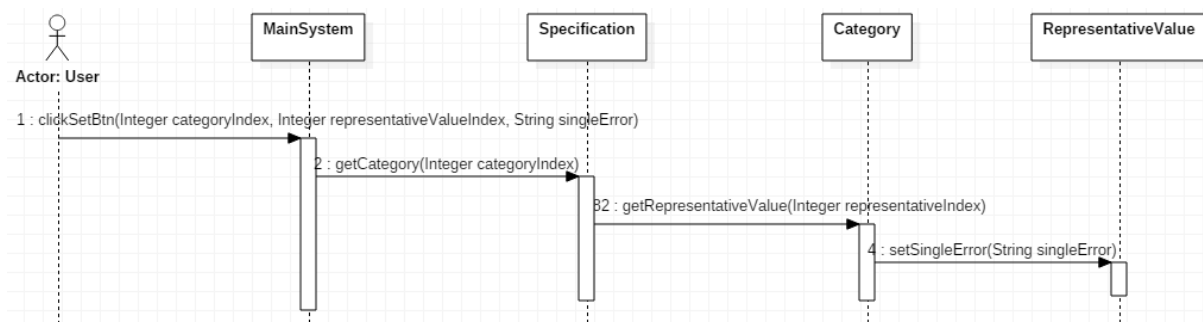 MainSystem
Specification
Category
RepresentativeValue
Actor: User
1 : clickSetBtn(Integer categoryIndex, Integer representativeValueIndex, String singleError)
2 : getCategory(Integer categoryIndex)
32 : getRepresentativeValue(Integer representativeIndex)
4 : setSingleError(String singleError)